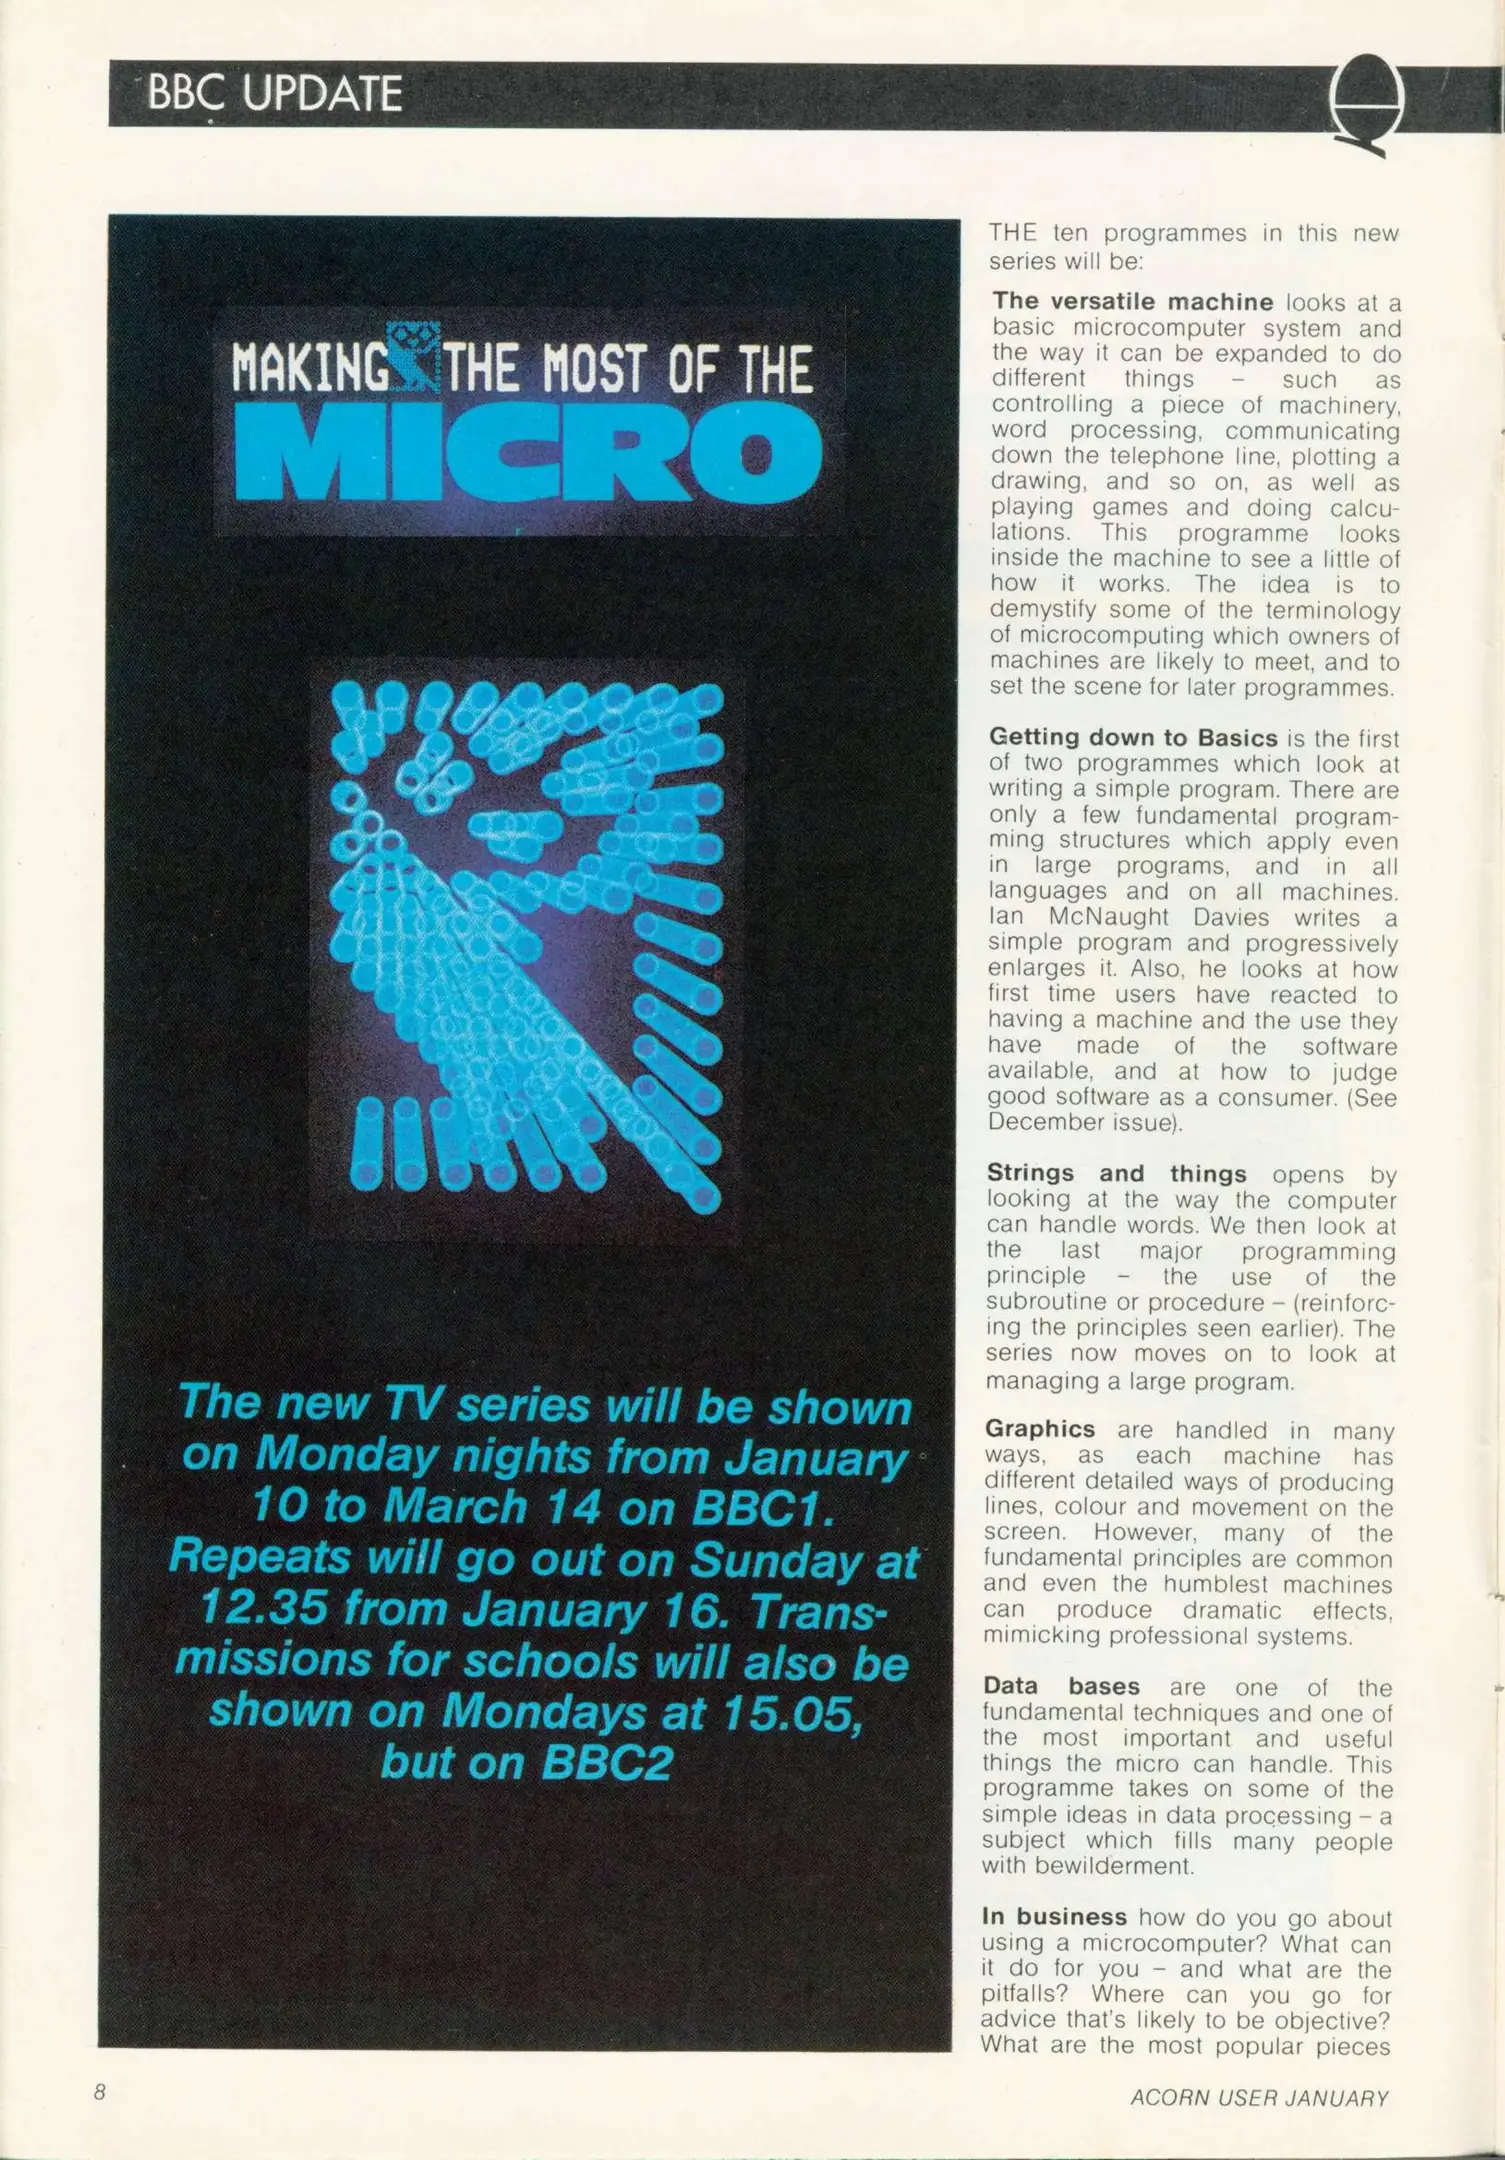 BBC UPDATE
MAKING THE MOST OF THE
MICRO
The new TV series will be shown
on Monday nights from January
10 to March 14 on BBC1.
Repeats will go out on Sunday at
12.35 from January 16. Trans-
missions for schools will also be
shown on Mondays at 15.05,
but on BBC2
THE ten programmes in this new
series will be:
The versatile machine looks at a
basic microcomputer system and
the way it can be expanded to do
different things – such as
controlling a piece of machinery,
word processing, communicating
down the telephone line, plotting a
drawing, and so on, as well as
playing games and doing calcu-
lations. This programme looks
inside the machine to see a little of
how it works. The idea is to
demystify some of the terminology
of microcomputing which owners of
machines are likely to meet, and to
set the scene for later programmes.
Getting down to Basics is the first
of two programmes which look at
writing a simple program. There are
only a few fundamental program-
ming structures which apply even
in large programs, and in all
languages and on all machines.
Ian McNaught Davies writes a
simple program and progressively
enlarges it. Also, he looks at how
first time users have reacted to
having a machine and the use they
have made of the software
available, and at how to judge
good software as a consumer. (See
December issue).
Strings and things opens by
looking at the way the computer
can handle words. We then look at
the last major programming
principle – the use of the
subroutine or procedure – (reinforc-
ing the principles seen earlier). The
series now moves on to look at
managing a large program.
Graphics are handled in many
ways, as each machine has
different detailed ways of producing
lines, colour and movement on the
screen. However, many of the
fundamental principles are common
and even the humblest machines
can produce dramatic effects,
mimicking professional systems.
Data bases are one of the
fundamental techniques and one of
the most important and useful
things the micro can handle. This
programme takes on some of the
simple ideas in data processing – a
subject which fills many people
with bewilderment.
In business how do you go about
using a microcomputer? What can
it do for you – and what are the
pitfalls? Where can you go for
advice that's likely to be objective?
What are the most popular pieces
8
ACORN USER JANUARY